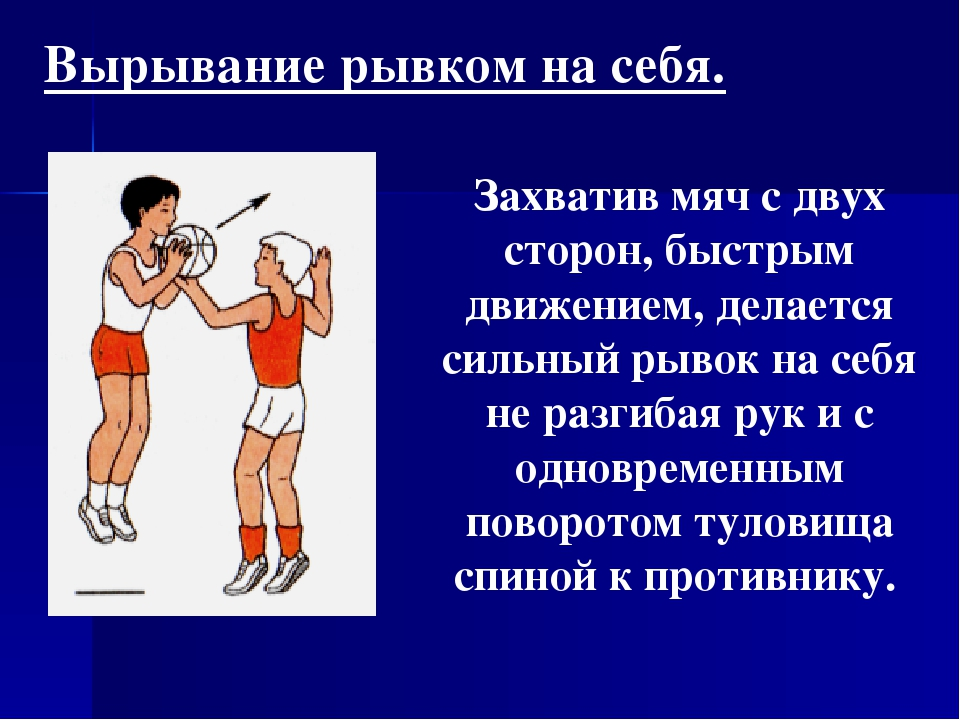 Вырывание рывком на себя.
Захватив мяч с двух
сторон, быстрым
движением, делается
сильный рывок на себя
не разгибая рук и с
одновременным
поворотом туловища
спиной к противнику.